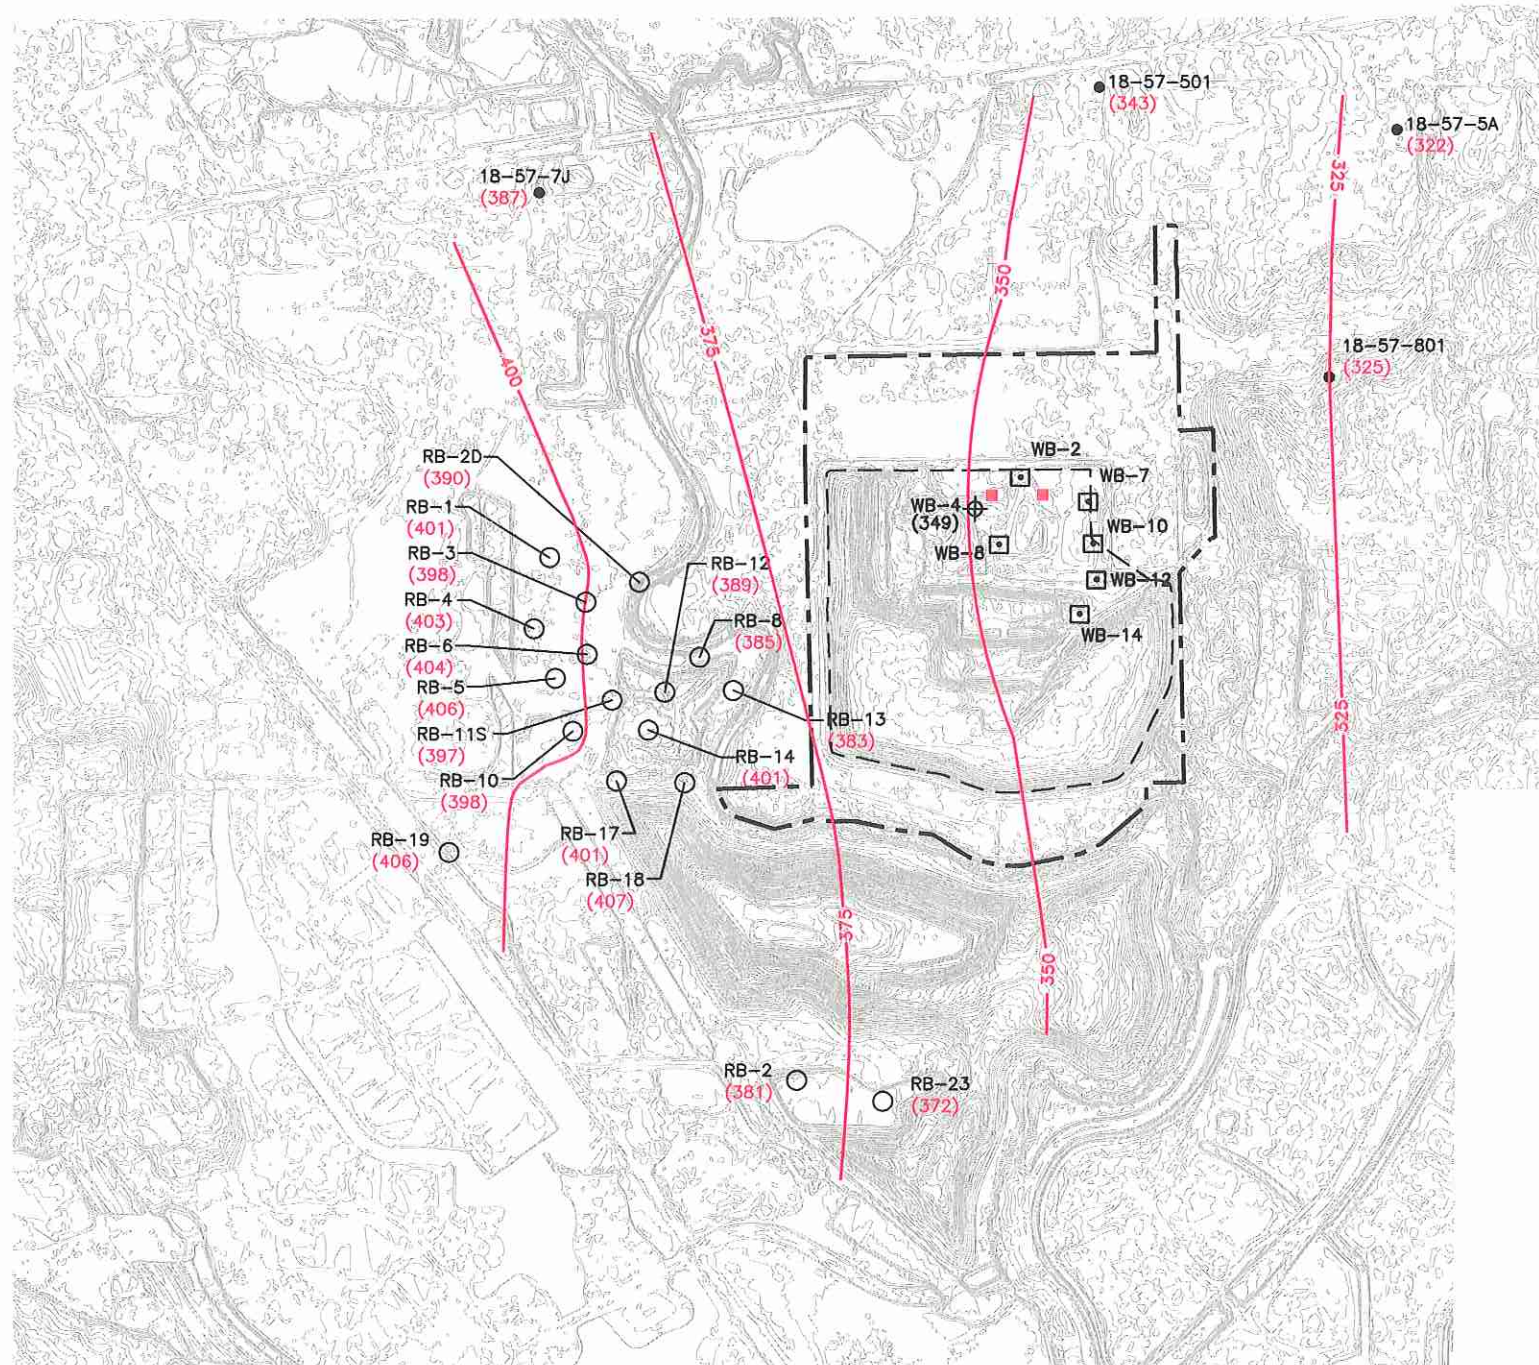 18-57-501
(343)
18-57-5A
(322)
325
18-57-7J
(387)
350
375
400
18-57-801
(325)
RB-2D
(390)
RB-1
(401)
RB-3
(398)
RB-4
(403)
RB-6
(404)
RB-5
(406)
RB-11S
(397)
RB-10
(398)
RB-12
(389)
RB-8
(385)
RB-13
(383)
RB-14
(401)
WB-2
WB-7
WB-4
(349)
WB-10
WB-8
WB-12
WB-14
325
RB-19
(406)
RB-17
(401)
RB-18
(407)
375
350
RB-2
(381)
RB-23
(372)